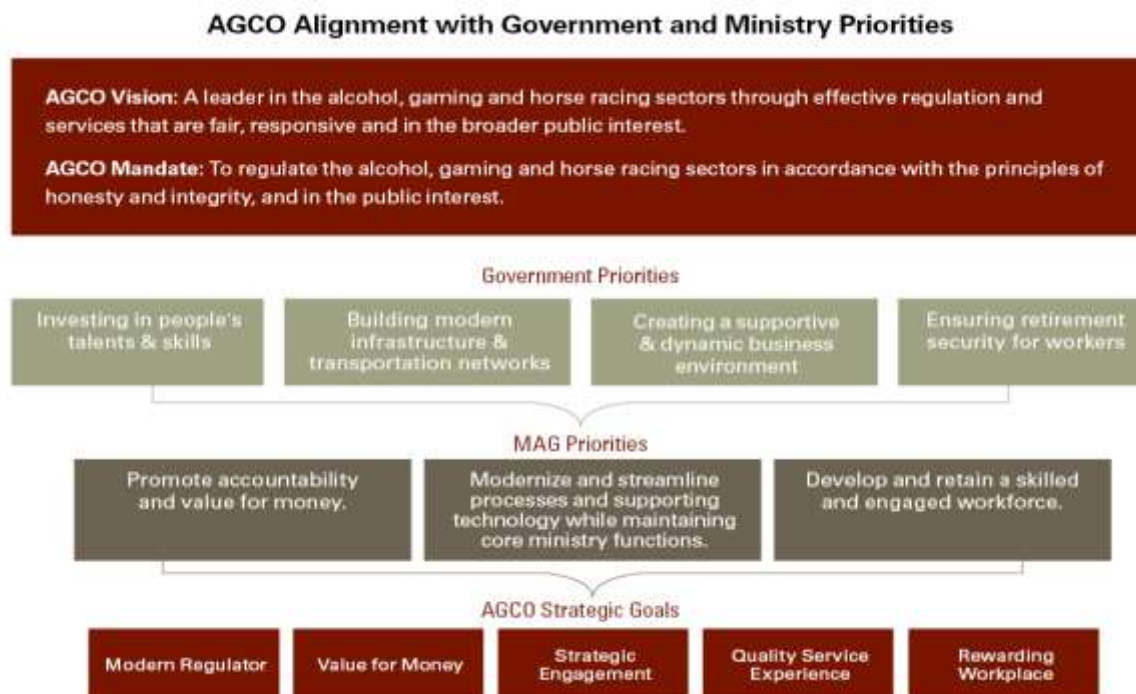 AGCO Alignment with Government and Ministry Priorities
AGCO Vision: A leader in the alcohol, gaming and horse racing sectors through effective regulation and
services that are fair, responsive and in the broader public interest.
AGCO Mandate: To regulate the alcohol, gaming and horse racing sectors in accordance with the principles of
honesty and integrity, and in the public interest.
Government Priorities
Investing in people's
talents & skills
Building modern
infrastructure &
transportation networks
Creating a supportive
& dynamic business
environment
Ensuring retirement
security for workers
MAG Priorities
Promote accountability
and value for money.
Modernize and streamline
processes and supporting
technology while maintaining
core ministry functions.
Develop and retain a skilled
and engaged workforce.
AGCO Strategic Goals
Modern Regulator
Value for Money
Strategic
Engagement
Quality Service
Experience
Rewarding
Workplace